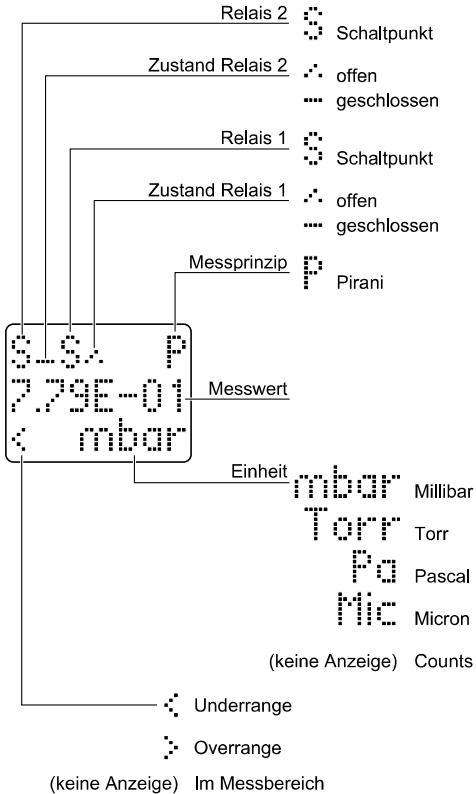 Relais 2 S Schaltpunkt
Zustand Relais 2 offen
geschlossen
Relais 1 S Schaltpunkt
Zustand Relais 1 offen
geschlossen
Messprinzip P Pirani
S S P
7.79E-01 Messwert
< mbar
Einheit mbar Millibar
Torr Torr
Pa Pascal
Mic Micron
(keine Anzeige) Counts
< Underrange
> Overrange
(keine Anzeige) Im Messbereich